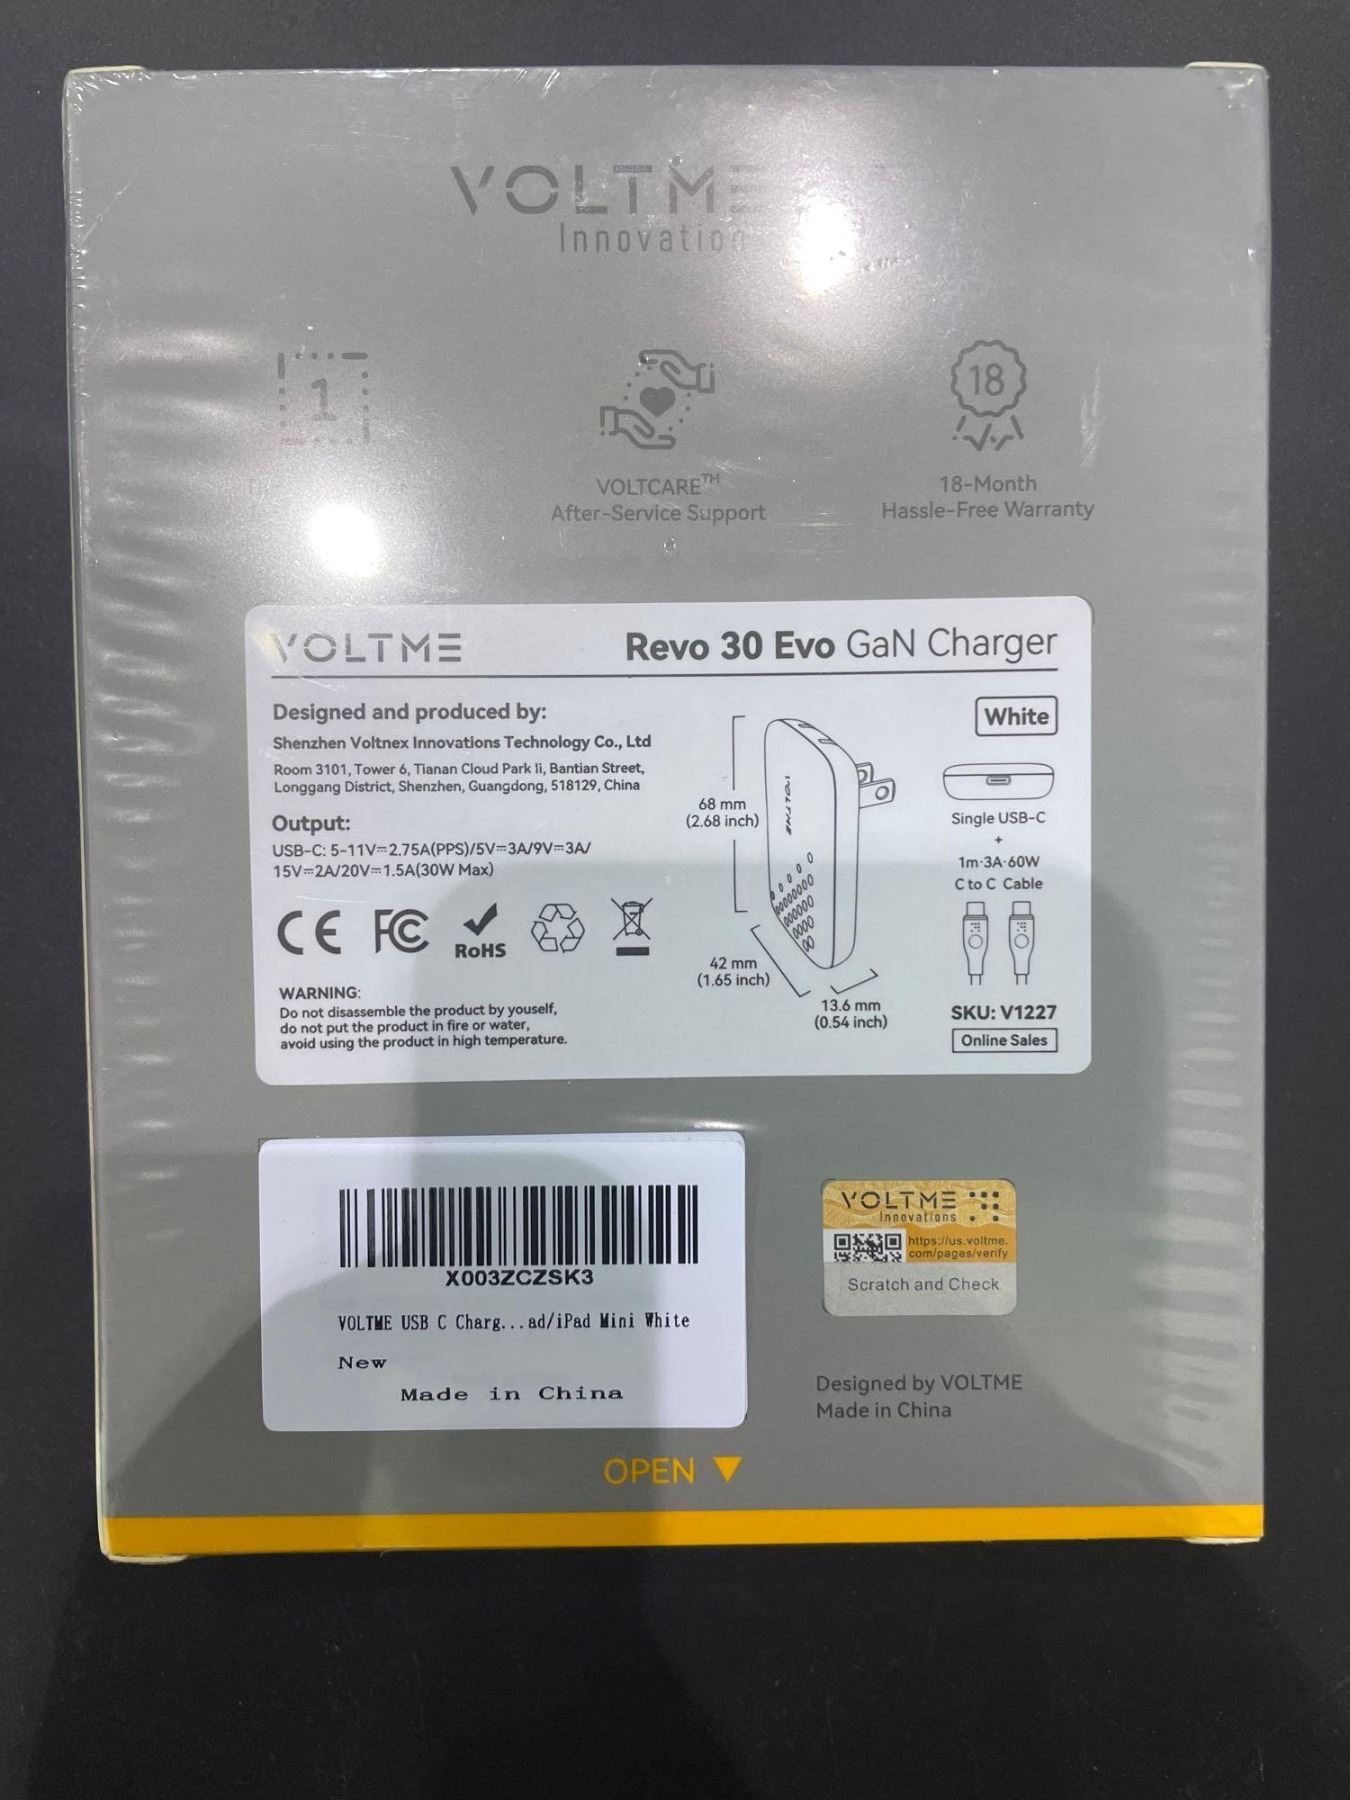 VOLTME
Innovation
1
VOLTCARE™
After-Service Support
18
18-Month
Hassle-Free Warranty
VOLTME
Revo 30 Evo GaN Charger
Designed and produced by:
Shenzhen Voltnex Innovations Technology Co., Ltd
Room 3101, Tower 6, Tianan Cloud Park Ii, Bantian Street,
Longgang District, Shenzhen, Guangdong, 518129, China
Output:
USB-C: 5-11V⎓2.75A(PPS)/5V⎓3A/9V⎓3A/
15V⎓2A/20V⎓1.5A(30W Max)
CE FC RoHS
WARNING:
Do not disassemble the product by youself,
do not put the product in fire or water,
avoid using the product in high temperature.
VOLTME
68 mm
(2.68 inch)
42 mm
(1.65 inch)
13.6 mm
(0.54 inch)
White
Single USB-C
+
1m·3A·60W
C to C Cable
SKU: V1227
Online Sales
X003ZCZSK3
VOLTME USB C Charg...ad/iPad Mini White
New
Made in China
VOLTME
Innovations
https://us.voltme.
com/pages/verify
Scratch and Check
Designed by VOLTME
Made in China
OPEN ▼